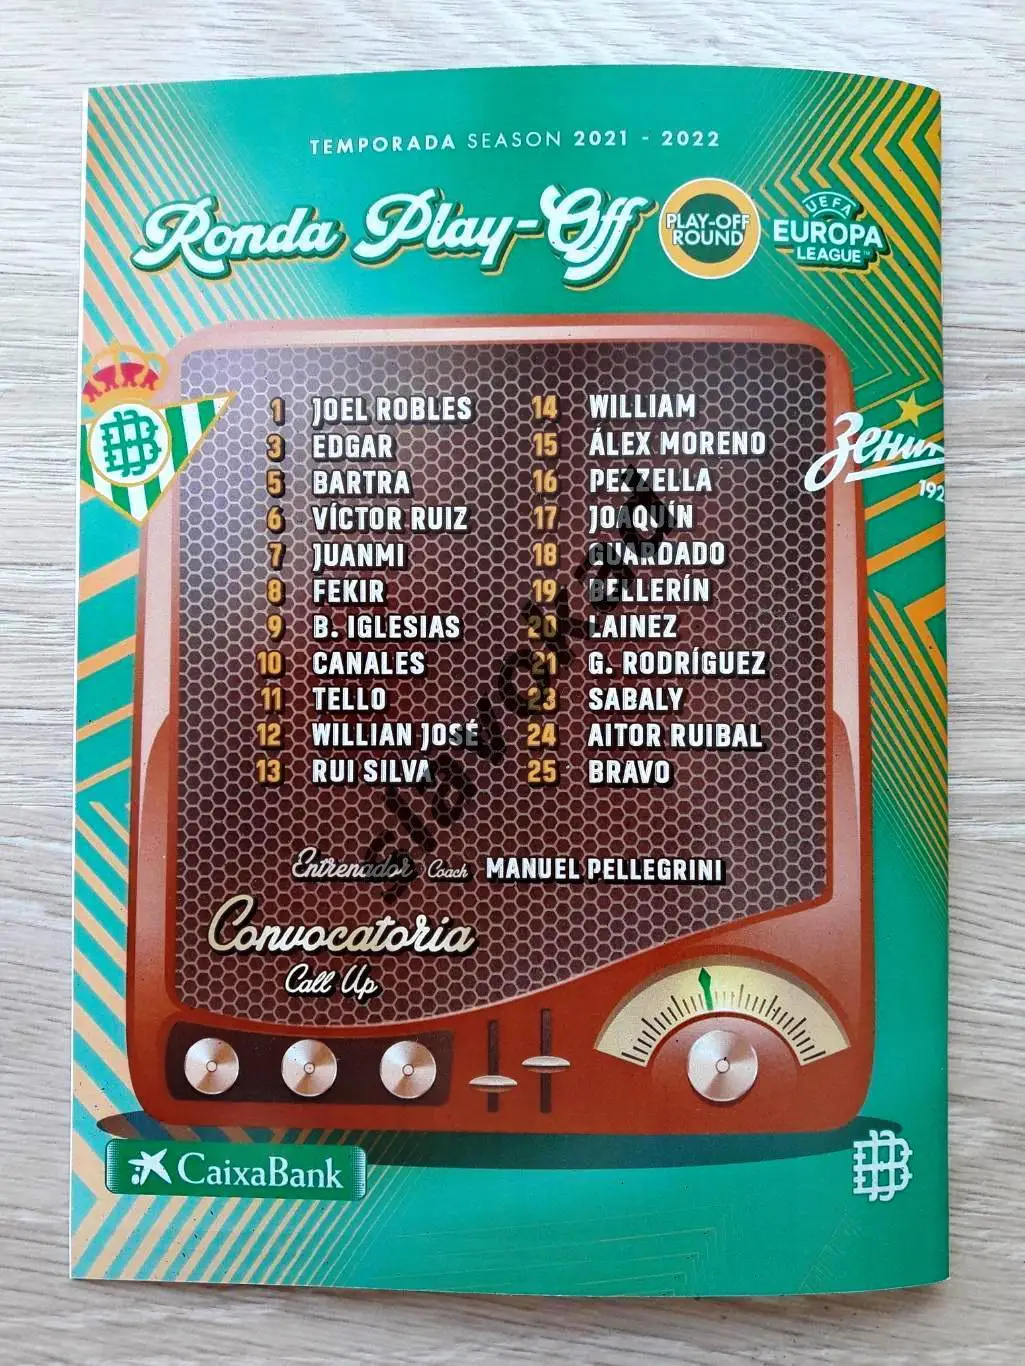 TEMPORADA SEASON 2021 - 2022
Ronda Play-Off
PLAY-OFF
ROUND
UEFA
EUROPA
LEAGUE™
1 JOEL ROBLES
3 EDGAR
5 BARTRA
6 VÍCTOR RUIZ
7 JUANMI
8 FEKIR
9 B. IGLESIAS
10 CANALES
11 TELLO
12 WILLIAN JOSÉ
13 RUI SILVA
14 WILLIAM
15 ÁLEX MORENO
16 PEZZELLA
17 JOAQUÍN
18 GUARDADO
19 BELLERÍN
20 LAINEZ
21 G. RODRÍGUEZ
23 SABALY
24 AITOR RUIBAL
25 BRAVO
Зенит
192
Entrenador Coach MANUEL PELLEGRINI
Convocatoria
Call Up
CaixaBank